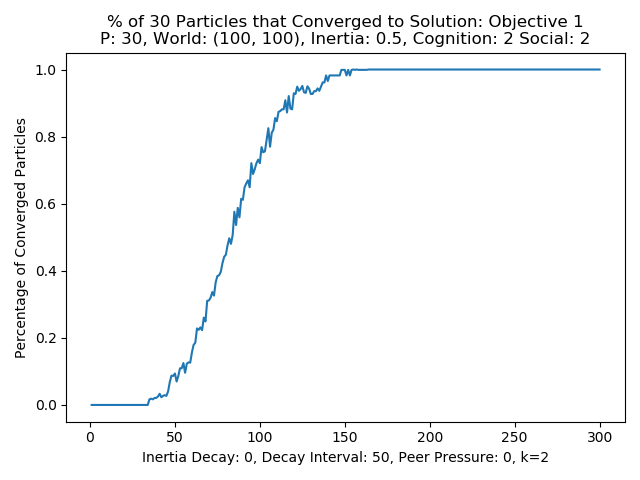 % of 30 Particles that Converged to Solution: Objective 1
P: 30, World: (100, 100), Inertia: 0.5, Cognition: 2 Social: 2
Percentage of Converged Particles
1.0
0.8
0.6
0.4
0.2
0.0
0 50 100 150 200 250 300
Inertia Decay: 0, Decay Interval: 50, Peer Pressure: 0, k=2